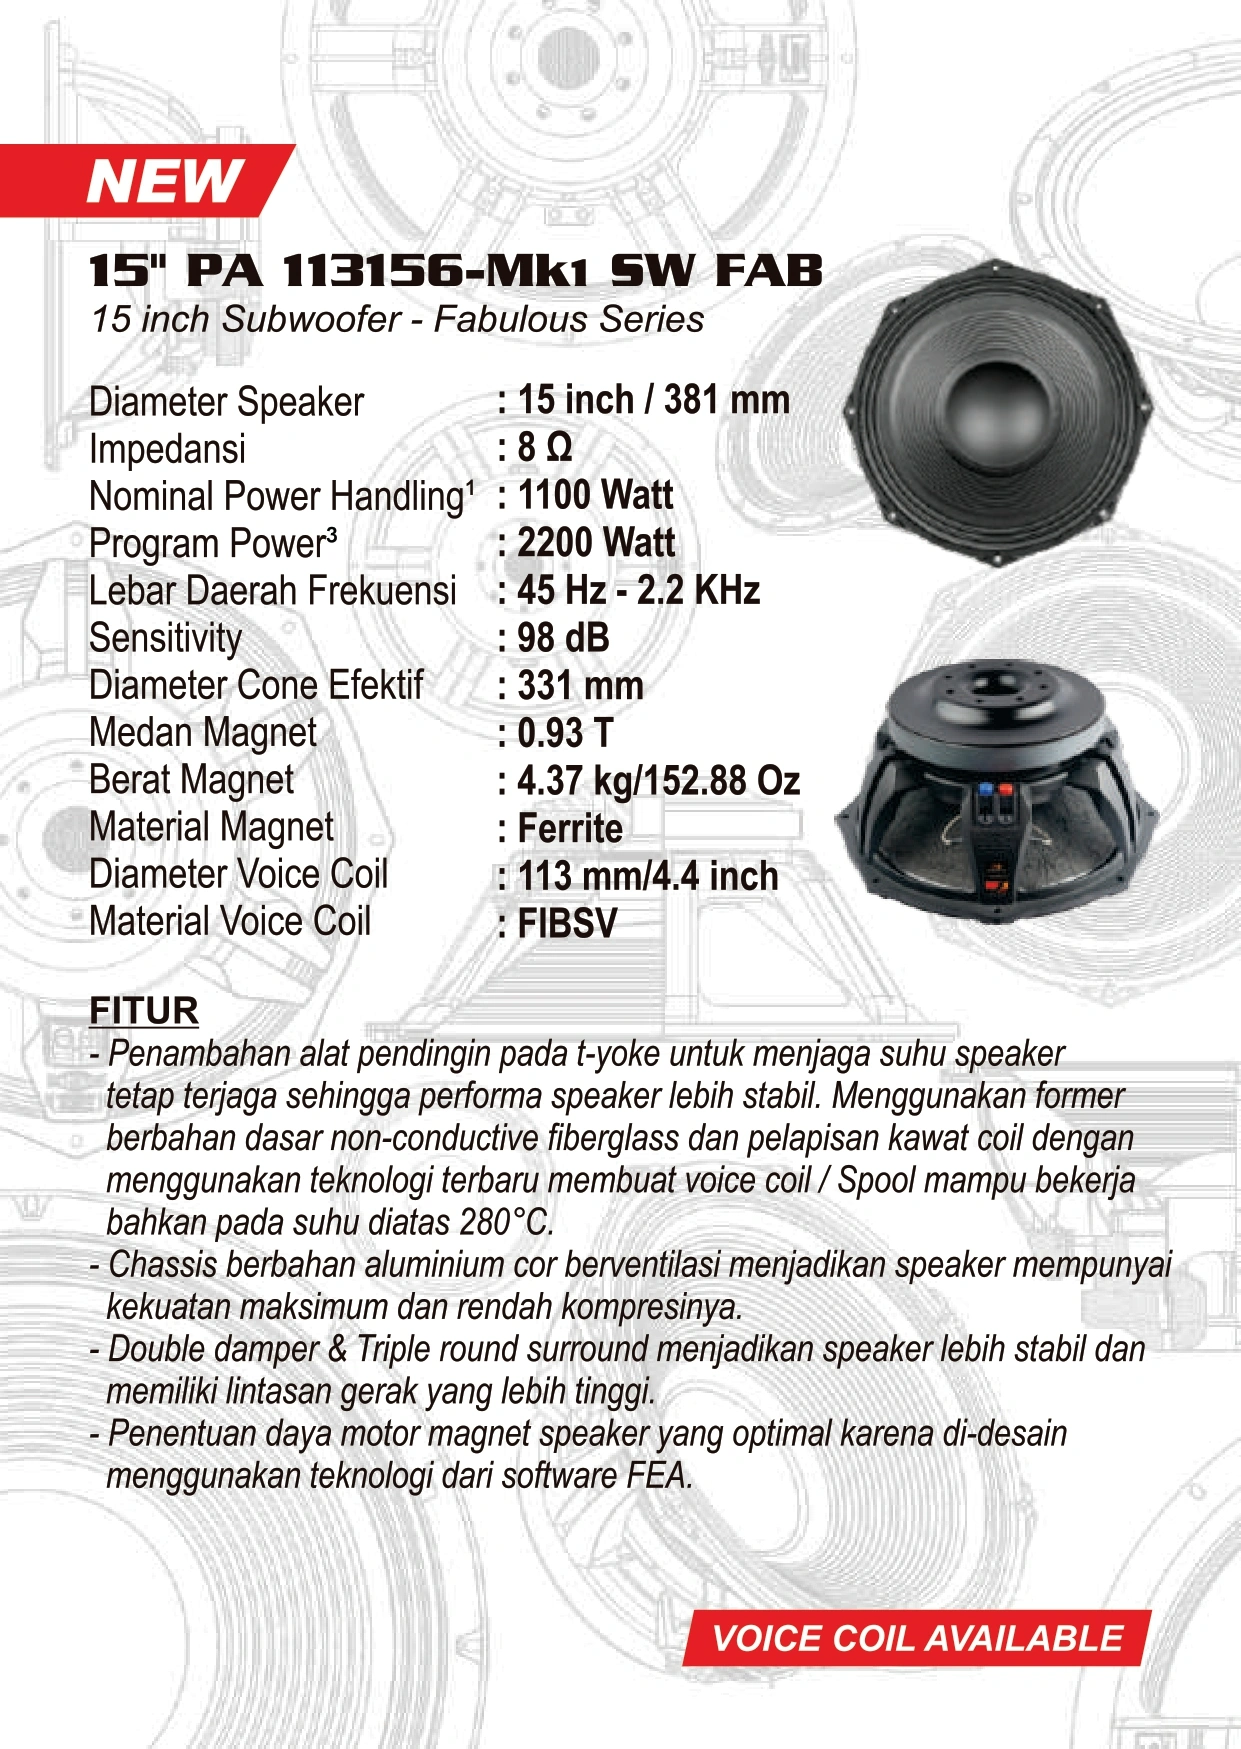 NEW
15" PA 113156-Mk1 SW FAB
15 inch Subwoofer - Fabulous Series
Diameter Speaker : 15 inch / 381 mm
Impedansi : 8 Ω
Nominal Power Handling¹ : 1100 Watt
Program Power³ : 2200 Watt
Lebar Daerah Frekuensi : 45 Hz - 2.2 KHz
Sensitivity : 98 dB
Diameter Cone Efektif : 331 mm
Medan Magnet : 0.93 T
Berat Magnet : 4.37 kg/152.88 Oz
Material Magnet : Ferrite
Diameter Voice Coil : 113 mm/4.4 inch
Material Voice Coil : FIBSV
FITUR
- Penambahan alat pendingin pada t-yoke untuk menjaga suhu speaker
tetap terjaga sehingga performa speaker lebih stabil. Menggunakan former
berbahan dasar non-conductive fiberglass dan pelapisan kawat coil dengan
menggunakan teknologi terbaru membuat voice coil / Spool mampu bekerja
bahkan pada suhu diatas 280°C.
- Chassis berbahan aluminium cor berventilasi menjadikan speaker mempunyai
kekuatan maksimum dan rendah kompresinya.
- Double damper & Triple round surround menjadikan speaker lebih stabil dan
memiliki lintasan gerak yang lebih tinggi.
- Penentuan daya motor magnet speaker yang optimal karena di-desain
menggunakan teknologi dari software FEA.
VOICE COIL AVAILABLE